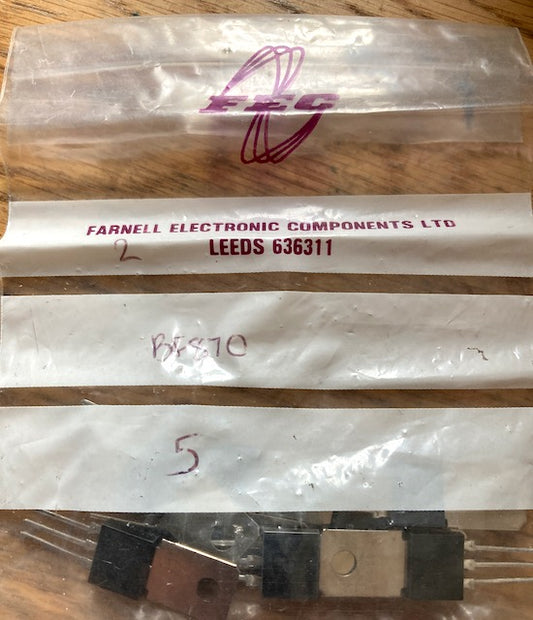 FEC
FARNELL ELECTRONIC COMPONENTS LTD
2 LEEDS 636311
BF870
5